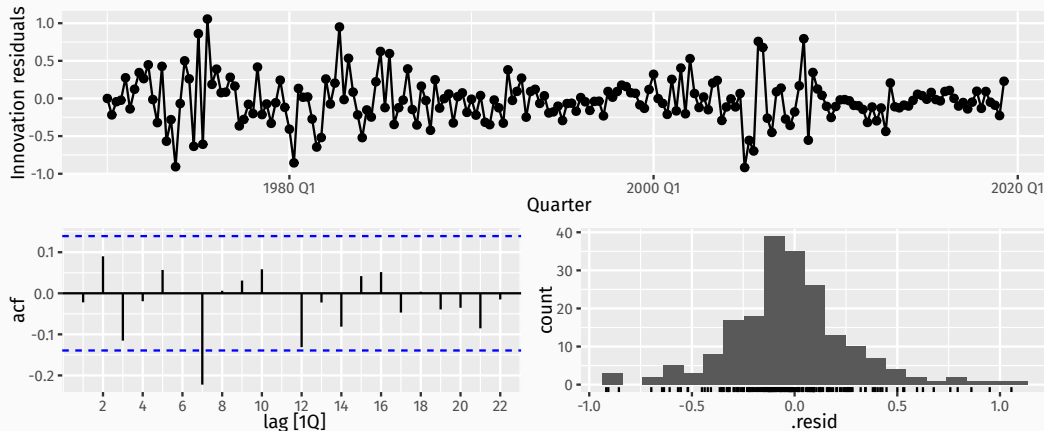 Innovation residuals
1.0
0.5
0.0
-0.5
-1.0
1980 Q1
2000 Q1
2020 Q1
Quarter
acf
0.1
0.0
-0.1
-0.2
2 4 6 8 10 12 14 16 18 20 22
lag [1Q]
count
40
30
20
10
0
-1.0 -0.5 0.0 0.5 1.0
.resid